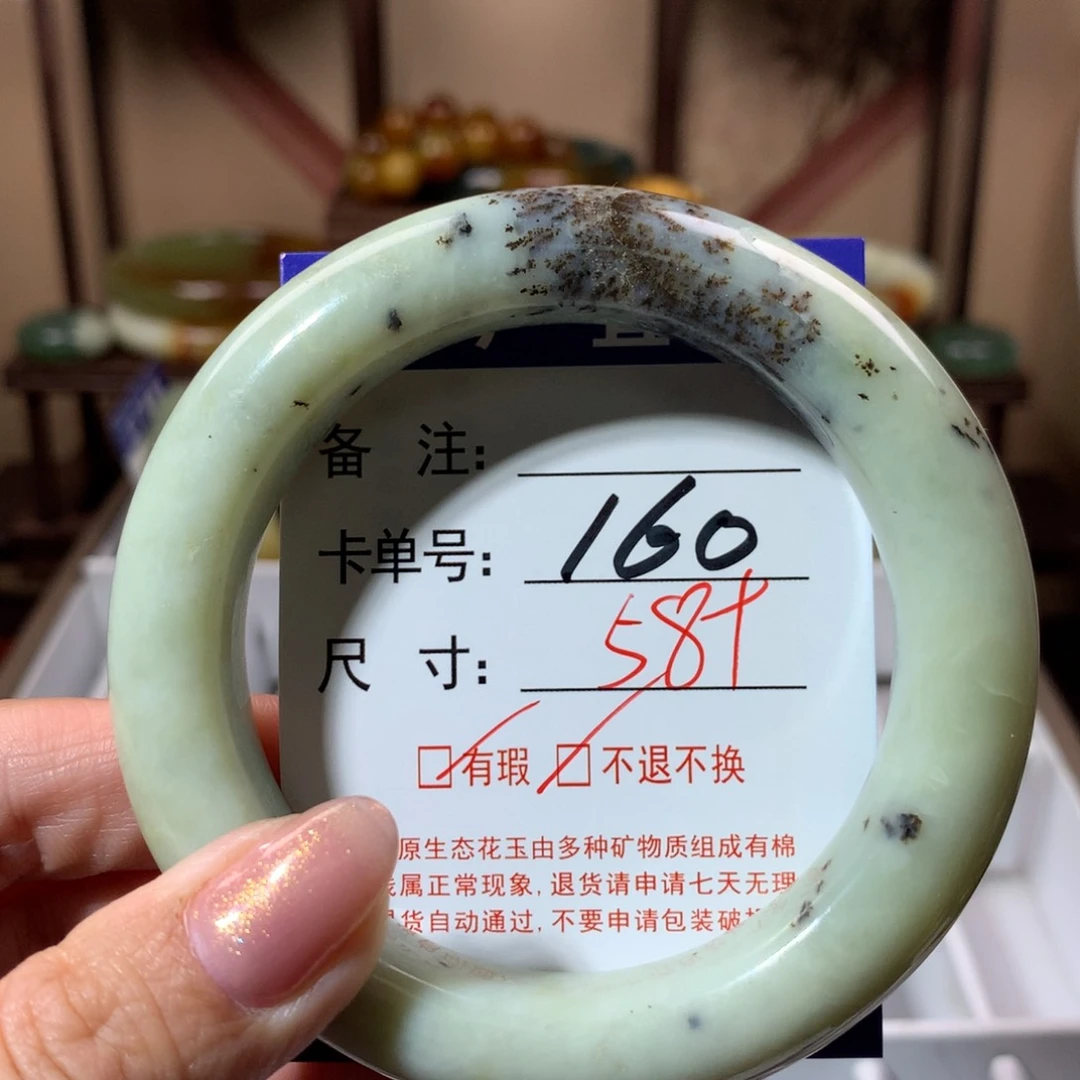 备 注:
卡单号: 160
尺 寸: 58+
有瑕 不退不换
原生态花玉由多种矿物质组成有棉
属正常现象, 退货请申请七天无理
货自动通过, 不要申请包装破